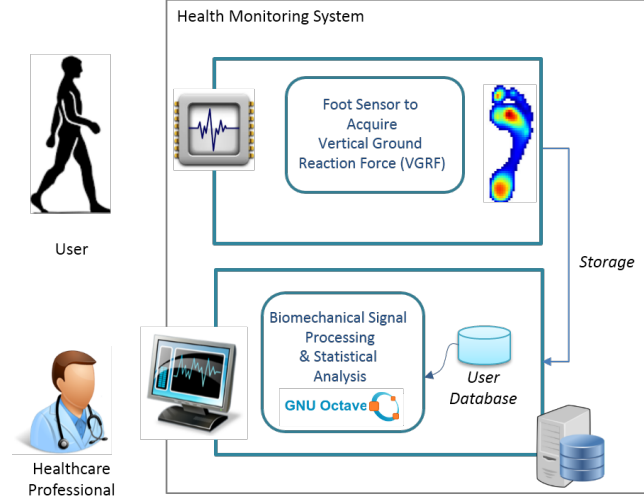 Health Monitoring System
Foot Sensor to
Acquire
Vertical Ground
Reaction Force (VGRF)
User
Storage
Biomechanical Signal
Processing
& Statistical
Analysis
GNU Octave
User
Database
Healthcare
Professional